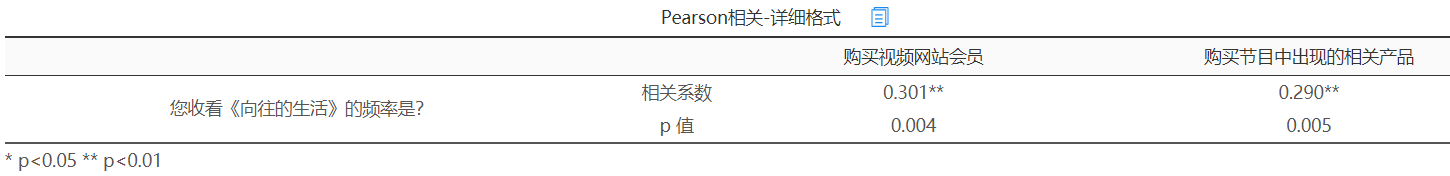 Pearson相关-详细格式
购买视频网站会员 购买节目中出现的相关产品
您收看《向往的生活》的频率是？ 相关系数 0.301** 0.290**
p 值 0.004 0.005
* p<0.05 ** p<0.01